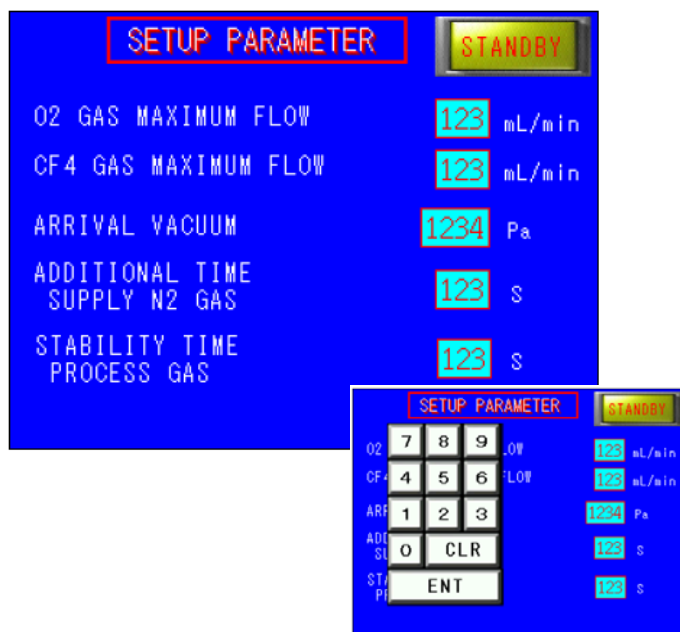 SETUP PARAMETER
STANDBY
O2 GAS MAXIMUM FLOW 123 mL/min
CF4 GAS MAXIMUM FLOW 123 mL/min
ARRIVAL VACUUM 1234 Pa
ADDITIONAL TIME
SUPPLY N2 GAS 123 S
STABILITY TIME
PROCESS GAS 123 S
SETUP PARAMETER
STANDBY
O2 LOW 123 mL/min
CF4 FLOW 123 mL/min
ARR 1234 Pa
ADD
SU 123 S
STA
PR 123 S
7 8 9
4 5 6
1 2 3
0 CLR
ENT